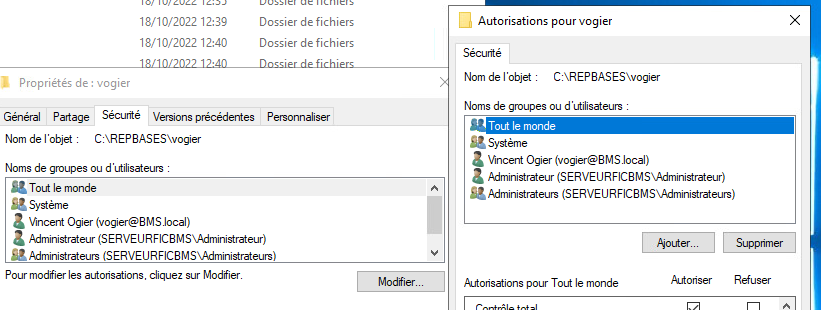 18/10/2022 12:35 Dossier de fichiers
18/10/2022 12:39 Dossier de fichiers
18/10/2022 12:40 Dossier de fichiers
18/10/2022 12:40 Dossier de fichiers
Propriétés de : vogier
Général Partage Sécurité Versions précédentes Personnaliser
Nom de l'objet : C:\REPBASES\vogier
Noms de groupes ou d'utilisateurs :
Tout le monde
Système
Vincent Ogier (vogier@BMS.local)
Administrateur (SERVEURFICBMS\Administrateur)
Administrateurs (SERVEURFICBMS\Administrateurs)
Pour modifier les autorisations, cliquez sur Modifier.
Modifier...
Autorisations pour vogier
Sécurité
Nom de l'objet : C:\REPBASES\vogier
Noms de groupes ou d'utilisateurs :
Tout le monde
Système
Vincent Ogier (vogier@BMS.local)
Administrateur (SERVEURFICBMS\Administrateur)
Administrateurs (SERVEURFICBMS\Administrateurs)
Ajouter... Supprimer
Autorisations pour Tout le monde Autoriser Refuser
Contrôle total